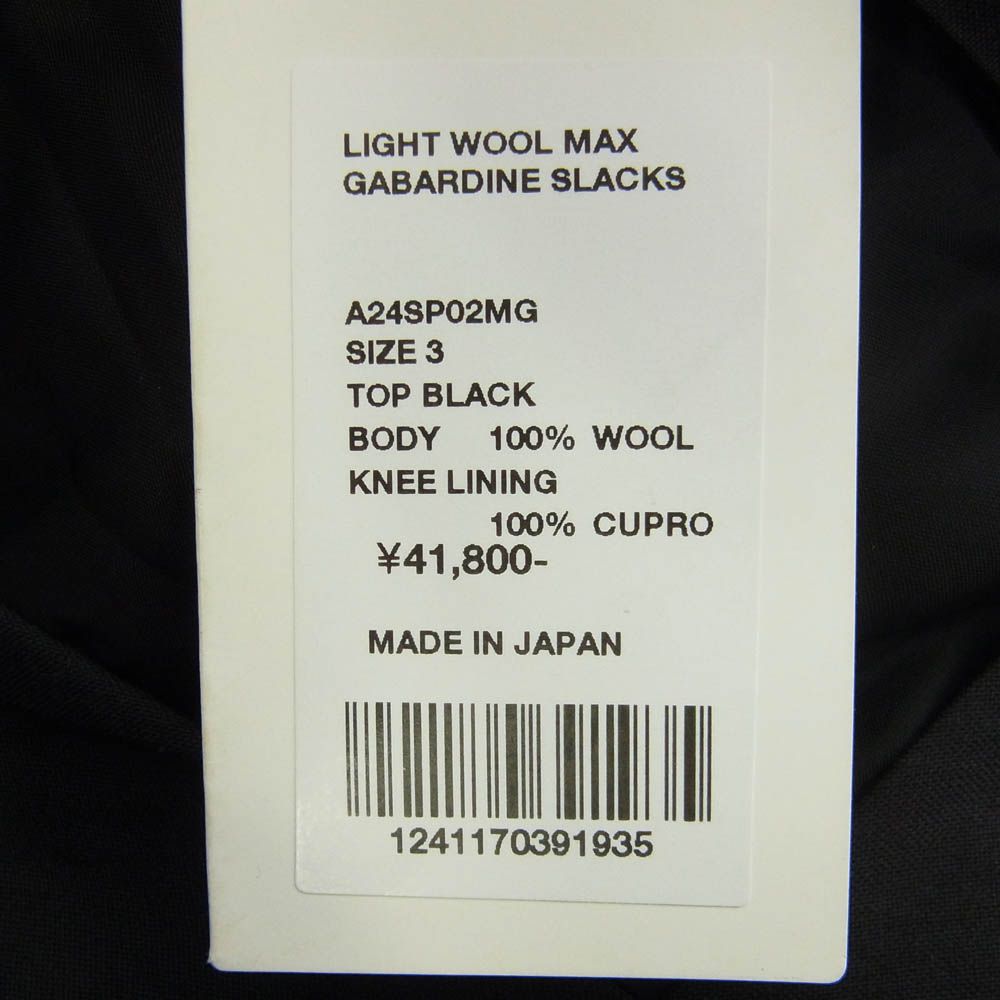 LIGHT WOOL MAX
GABARDINE SLACKS
A24SP02MG
SIZE 3
TOP BLACK
BODY 100% WOOL
KNEE LINING
100% CUPRO
¥41,800-
MADE IN JAPAN
1241170391935